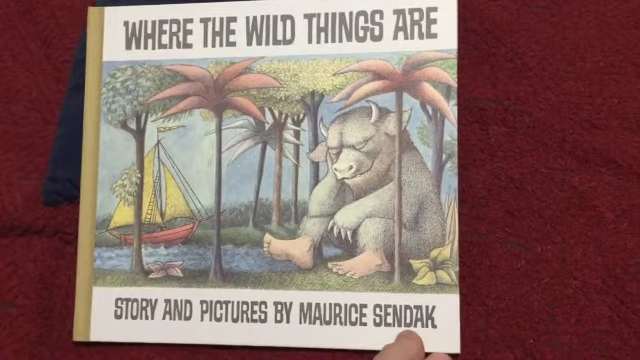 WHERE THE WILD THINGS ARE
STORY AND PICTURES BY MAURICE SENDAK